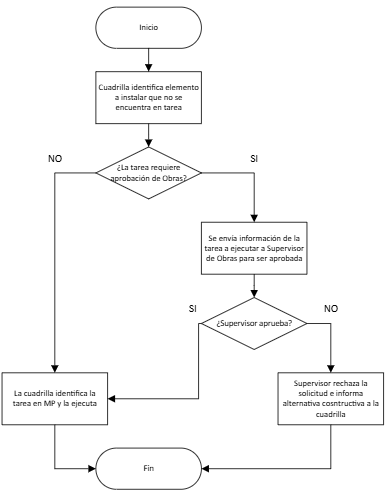 Inicio
Cuadrilla identifica elemento
a instalar que no se
encuentra en tarea
NO
¿La tarea requiere
aprobación de Obras?
SI
Se envía información de la
tarea a ejecutar a Supervisor
de Obras para ser aprobada
SI
¿Supervisor aprueba?
NO
La cuadrilla identifica la
tarea en MP y la ejecuta
Supervisor rechaza la
solicitud e informa
alternativa cosntructiva a la
cuadrilla
Fin